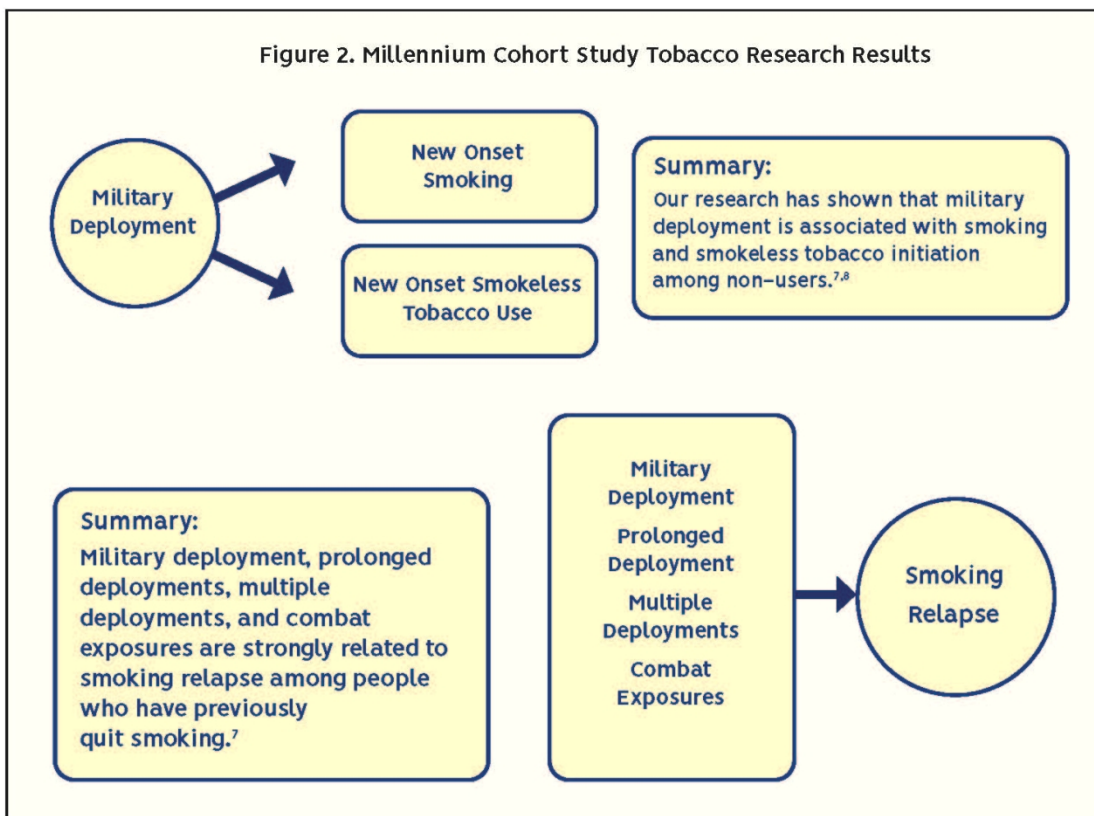 Figure 2. Millennium Cohort Study Tobacco Research Results
Military
Deployment
New Onset
Smoking
New Onset Smokeless
Tobacco Use
Summary:
Our research has shown that military
deployment is associated with smoking
and smokeless tobacco initiation
among non-users.⁷,⁸
Summary:
Military deployment, prolonged
deployments, multiple
deployments, and combat
exposures are strongly related to
smoking relapse among people
who have previously
quit smoking.⁷
Military
Deployment
Prolonged
Deployment
Multiple
Deployments
Combat
Exposures
Smoking
Relapse